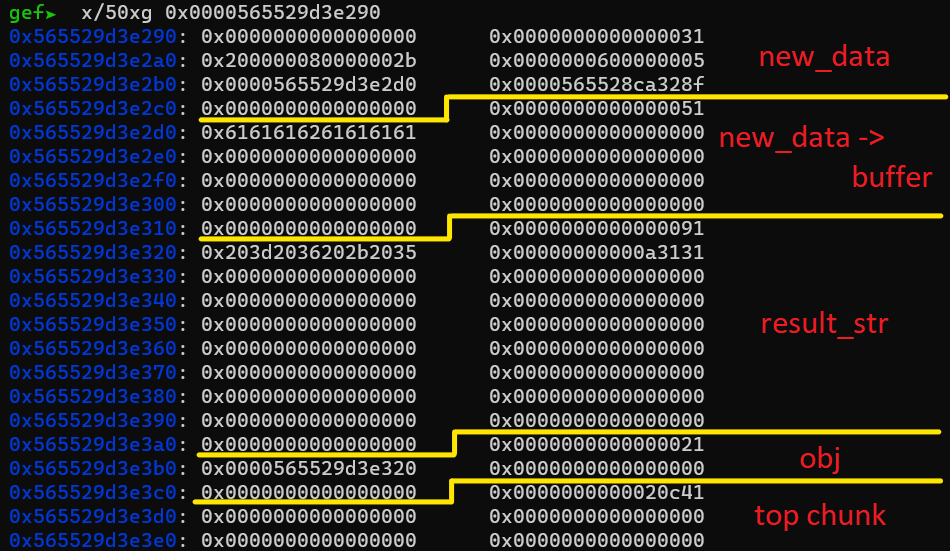 gef➤  x/50xg 0x0000565529d3e290
0x565529d3e290: 0x0000000000000000 0x0000000000000031
0x565529d3e2a0: 0x200000080000002b 0x0000000600000005
new_data
0x565529d3e2b0: 0x0000565529d3e2d0 0x0000565528ca328f
0x565529d3e2c0: 0x0000000000000000 0x0000000000000051
0x565529d3e2d0: 0x6161616261616161 0x0000000000000000
new_data ->
0x565529d3e2e0: 0x0000000000000000 0x0000000000000000
0x565529d3e2f0: 0x0000000000000000 0x0000000000000000
buffer
0x565529d3e300: 0x0000000000000000 0x0000000000000000
0x565529d3e310: 0x0000000000000000 0x0000000000000091
0x565529d3e320: 0x203d2036202b2035 0x00000000000a3131
0x565529d3e330: 0x0000000000000000 0x0000000000000000
0x565529d3e340: 0x0000000000000000 0x0000000000000000
0x565529d3e350: 0x0000000000000000 0x0000000000000000
result_str
0x565529d3e360: 0x0000000000000000 0x0000000000000000
0x565529d3e370: 0x0000000000000000 0x0000000000000000
0x565529d3e380: 0x0000000000000000 0x0000000000000000
0x565529d3e390: 0x0000000000000000 0x0000000000000000
0x565529d3e3a0: 0x0000000000000000 0x0000000000000021
obj
0x565529d3e3b0: 0x0000565529d3e320 0x0000000000000000
0x565529d3e3c0: 0x0000000000000000 0x0000000000020c41
top chunk
0x565529d3e3d0: 0x0000000000000000 0x0000000000000000
0x565529d3e3e0: 0x0000000000000000 0x0000000000000000